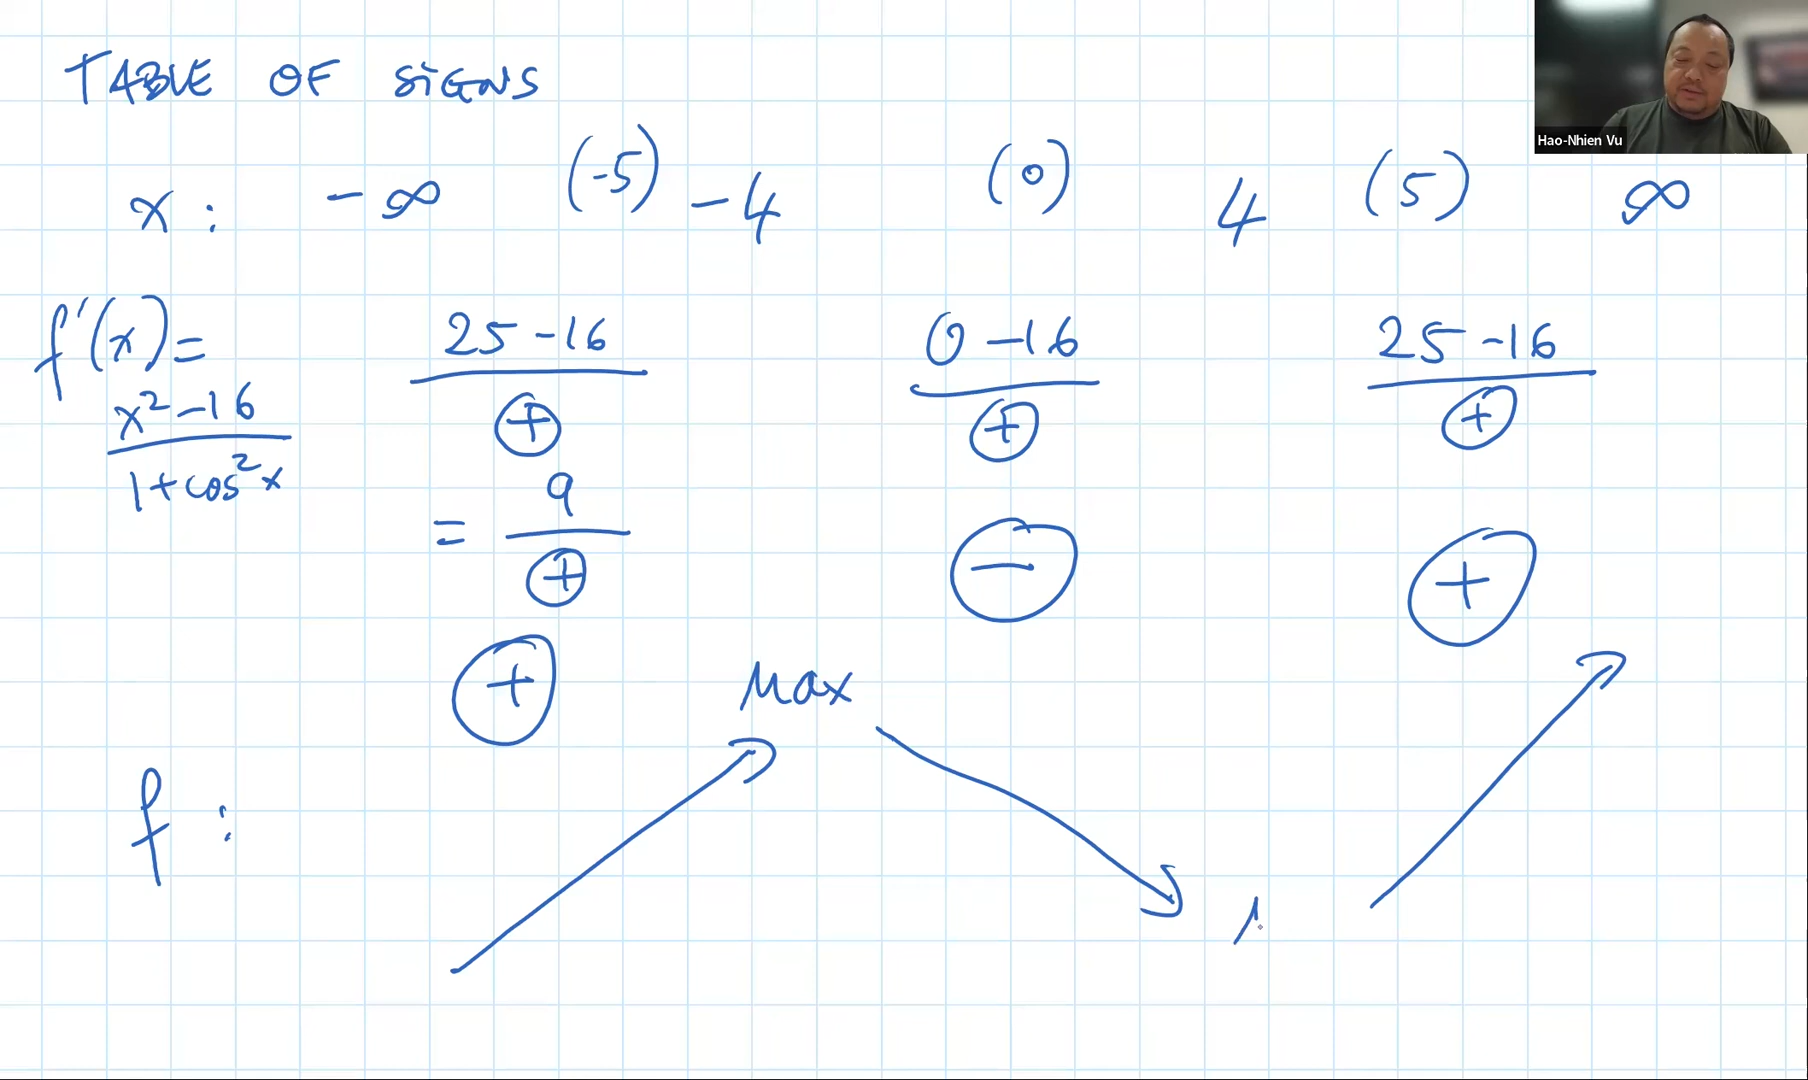 TABLE OF SIGNS
Hao-Nhien Vu
x: -∞ (-5) -4 (0) 4 (5) ∞
f'(x) = x² - 16 / 1 + cos² x
25 - 16 / ⊕
= 9 / ⊕
⊕
0 - 16 / ⊕
⊖
25 - 16 / ⊕
⊕
f: Max